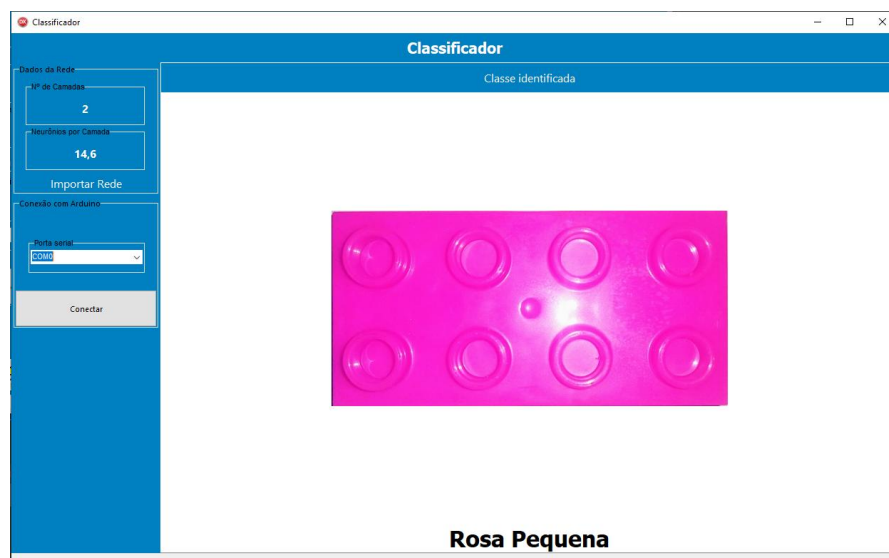 Classificador
Classificador
Dados da Rede
Nº de Camadas
2
Neurônios por Camada
14,6
Importar Rede
Conexão com Arduino
Porta serial
COM0
Conectar
Classe identificada
Rosa Pequena